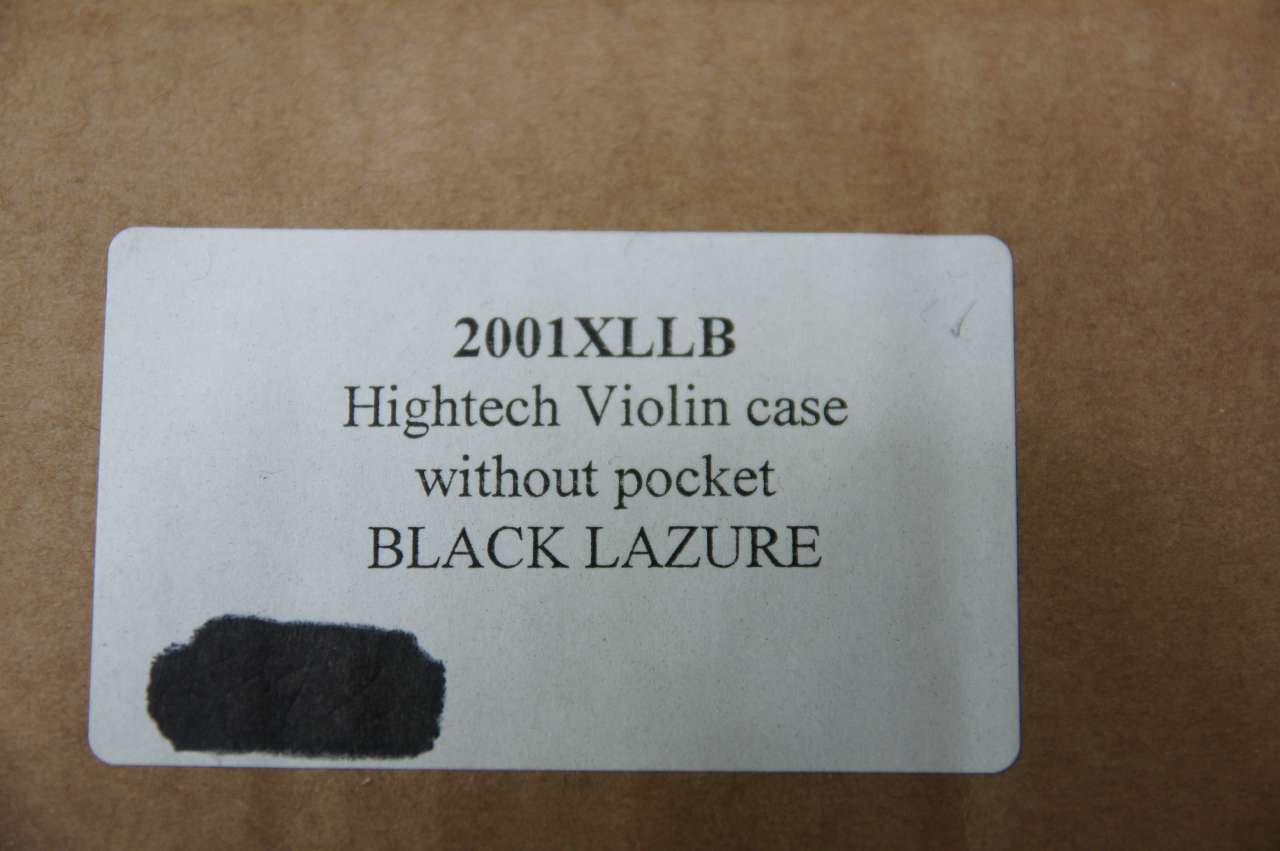 2001XLLB
Hightech Violin case
without pocket
BLACK LAZURE